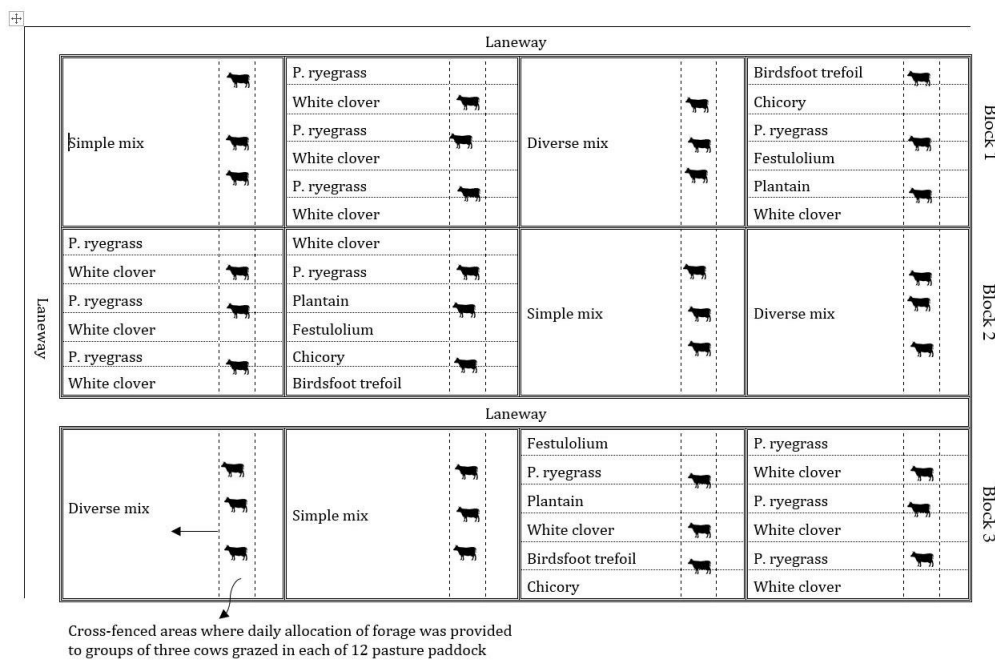 Laneway
Simple mix
P. ryegrass
White clover
P. ryegrass
White clover
P. ryegrass
White clover
Diverse mix
Birdsfoot trefoil
Chicory
P. ryegrass
Festulolium
Plantain
White clover
Block 1
Laneway
P. ryegrass
White clover
P. ryegrass
White clover
P. ryegrass
White clover
White clover
P. ryegrass
Plantain
Festulolium
Chicory
Birdsfoot trefoil
Simple mix
Diverse mix
Block 2
Laneway
Diverse mix
Simple mix
Festulolium
P. ryegrass
Plantain
White clover
Birdsfoot trefoil
Chicory
P. ryegrass
White clover
P. ryegrass
White clover
P. ryegrass
White clover
Block 3
Cross-fenced areas where daily allocation of forage was provided
to groups of three cows grazed in each of 12 pasture paddock